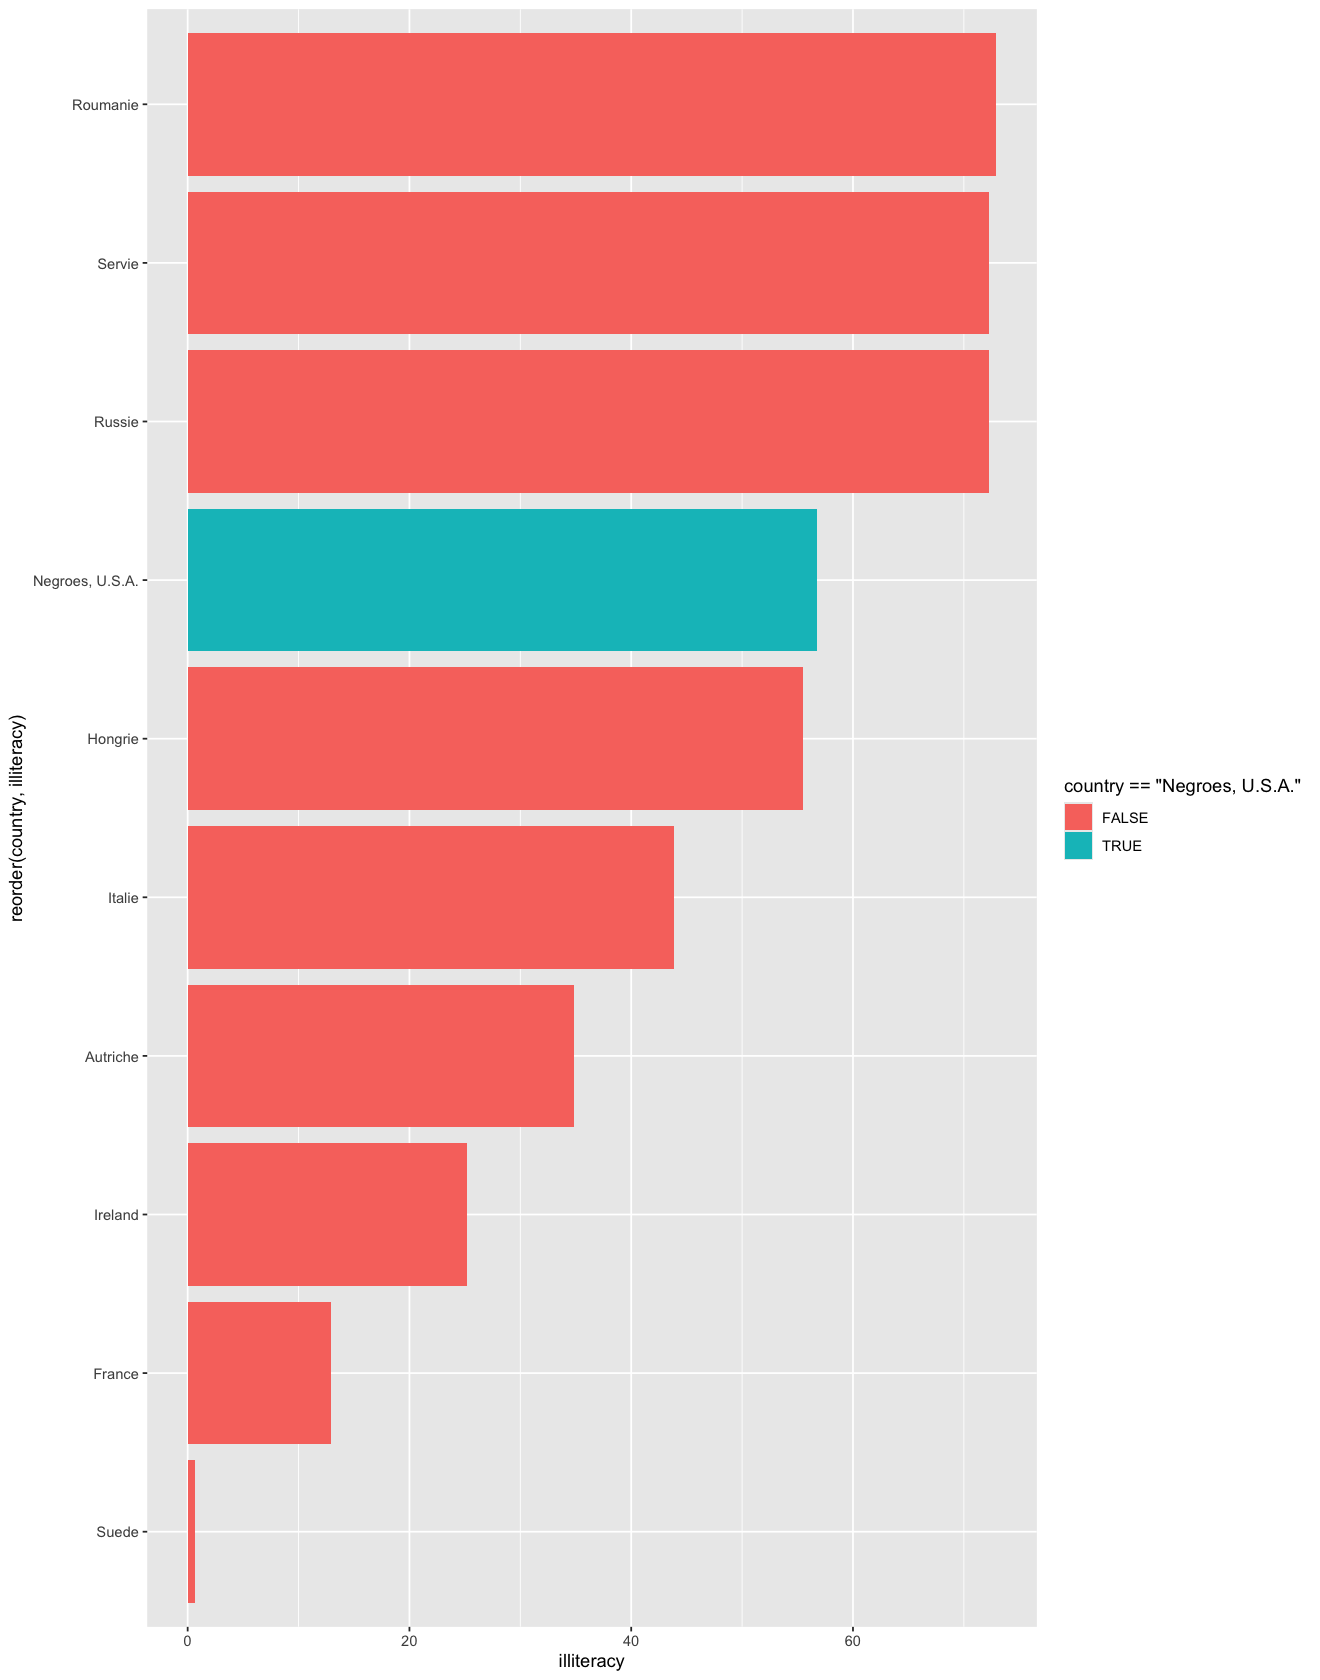 Roumanie
Servie
Russie
Negroes, U.S.A.
Hongrie
Italie
Autriche
Ireland
France
Suede
reorder(country, illiteracy)
0 20 40 60
illiteracy
country == "Negroes, U.S.A."
FALSE
TRUE